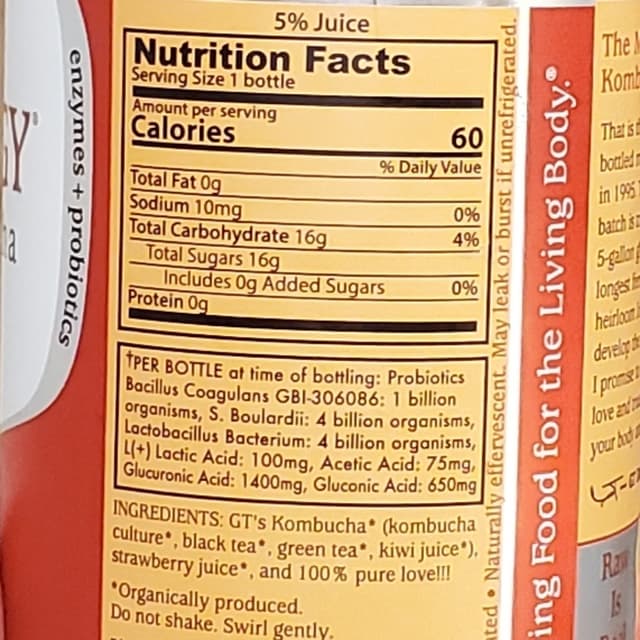 5% Juice
Nutrition Facts
Serving Size 1 bottle
Amount per serving
Calories 60
% Daily Value
Total Fat 0g
Sodium 10mg 0%
Total Carbohydrate 16g 4%
Total Sugars 16g
Includes 0g Added Sugars 0%
Protein 0g
†PER BOTTLE at time of bottling: Probiotics
Bacillus Coagulans GBI-306086: 1 billion
organisms, S. Boulardii: 4 billion organisms,
Lactobacillus Bacterium: 4 billion organisms,
L(+) Lactic Acid: 100mg, Acetic Acid: 75mg,
Glucuronic Acid: 1400mg, Gluconic Acid: 650mg
INGREDIENTS: GT's Kombucha* (kombucha
culture*, black tea*, green tea*, kiwi juice*),
strawberry juice*, and 100% pure love!!!
*Organically produced.
Do not shake. Swirl gently.
enzymes + probiotics
• Naturally effervescent. May leak or burst if unrefrigerated.
Food for the Living Body.®
The
That is
bottled
in 1995
batch is
5-gallon
longest
heirloom
develop the
I promise
love and
your body
Is